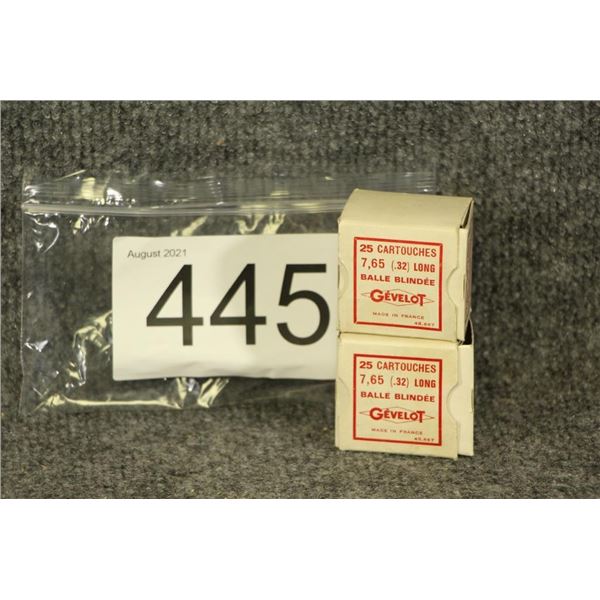 August 2021
445
25 CARTOUCHES
7,65 (.32) LONG
BALLE BLINDÉE
GÉVELOT
MADE IN FRANCE
25 CARTOUCHES
7,65 (.32) LONG
BALLE BLINDÉE
GÉVELOT
MADE IN FRANCE